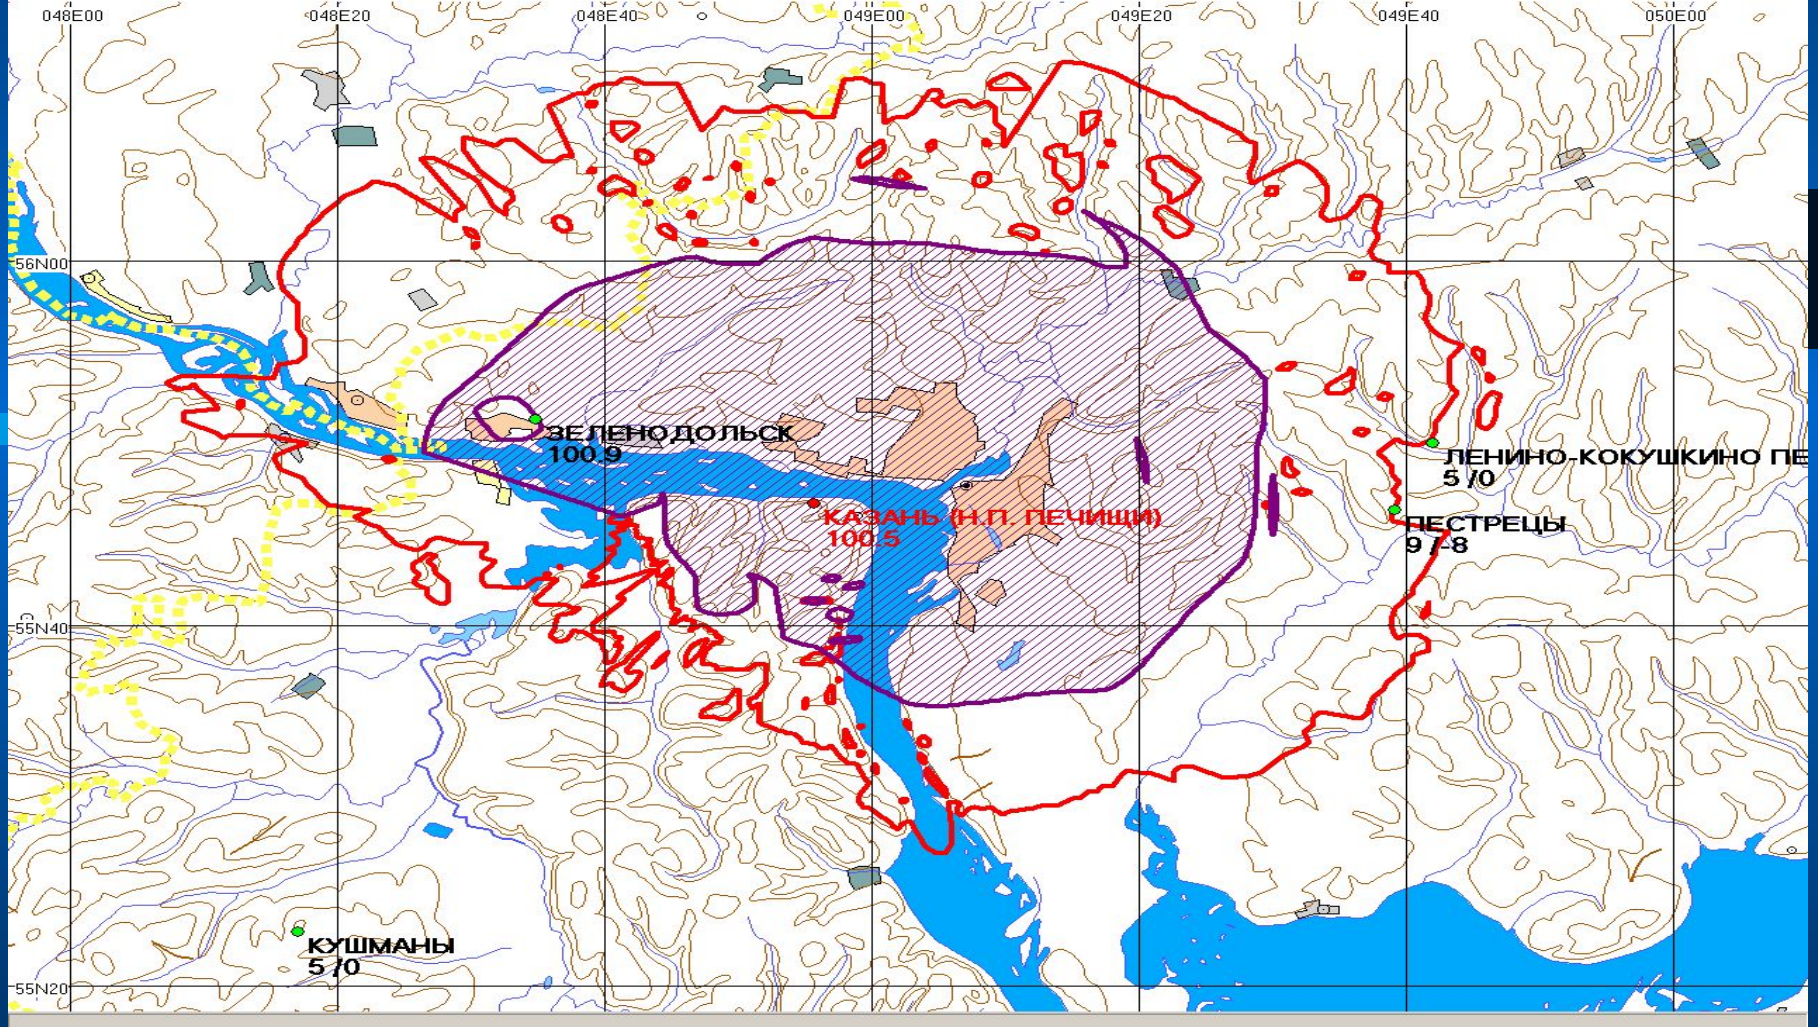 048E00 048E20 048E40 049E00 049E20 049E40 050E00
56N00
ЗЕЛЕНОДОЛЬСК
100.9
ЛЕНИНО-КОКУШКИНО ПЕ
5 /0
КАЗАНЬ (Н.П. ПЕЧИЩИ)
100.5
ПЕСТРЕЦЫ
9 /-8
55N40
КУШМАНЫ
5 /0
55N20